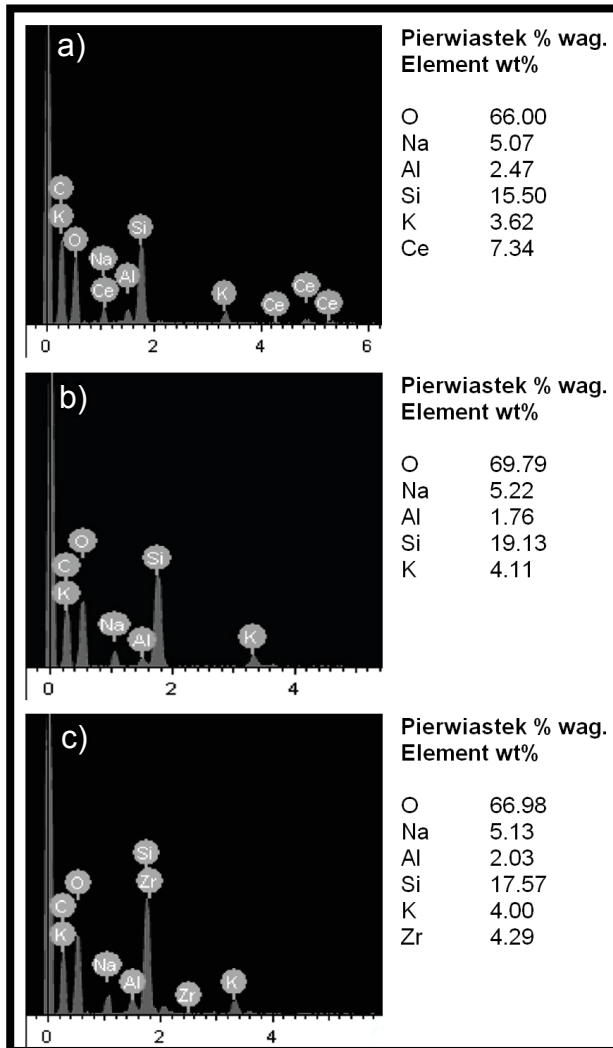 a)
Pierwiastek % wag.
Element wt%
O 66.00
Na 5.07
Al 2.47
Si 15.50
K 3.62
Ce 7.34
C
K
O
Na
Ce
Al
Si
K
Ce
Ce
Ce
0 2 4 6
b)
Pierwiastek % wag.
Element wt%
O 69.79
Na 5.22
Al 1.76
Si 19.13
K 4.11
O
C
K
Na
Al
Si
K
0 2 4
c)
Pierwiastek % wag.
Element wt%
O 66.98
Na 5.13
Al 2.03
Si 17.57
K 4.00
Zr 4.29
O
C
K
Na
Al
Si
Zr
Zr
K
0 2 4